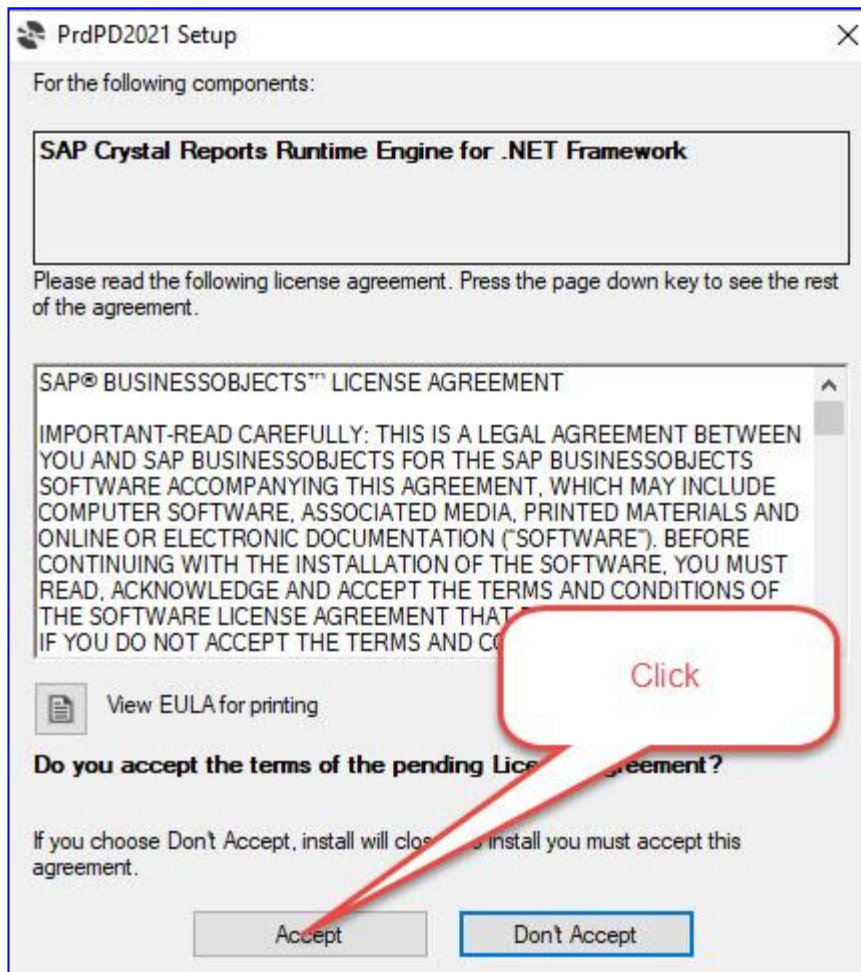 PrdPD2021 Setup
For the following components:
SAP Crystal Reports Runtime Engine for .NET Framework
Please read the following license agreement. Press the page down key to see the rest
of the agreement.
SAP® BUSINESSOBJECTS™ LICENSE AGREEMENT
IMPORTANT-READ CAREFULLY: THIS IS A LEGAL AGREEMENT BETWEEN
YOU AND SAP BUSINESSOBJECTS FOR THE SAP BUSINESSOBJECTS
SOFTWARE ACCOMPANYING THIS AGREEMENT, WHICH MAY INCLUDE
COMPUTER SOFTWARE, ASSOCIATED MEDIA, PRINTED MATERIALS AND
ONLINE OR ELECTRONIC DOCUMENTATION ("SOFTWARE"). BEFORE
CONTINUING WITH THE INSTALLATION OF THE SOFTWARE, YOU MUST
READ, ACKNOWLEDGE AND ACCEPT THE TERMS AND CONDITIONS OF
THE SOFTWARE LICENSE AGREEMENT THAT
IF YOU DO NOT ACCEPT THE TERMS AND
Click
View EULA for printing
Do you accept the terms of the pending greement?
If you choose Don't Accept, install will install you must accept this
agreement.
Accept
Don't Accept